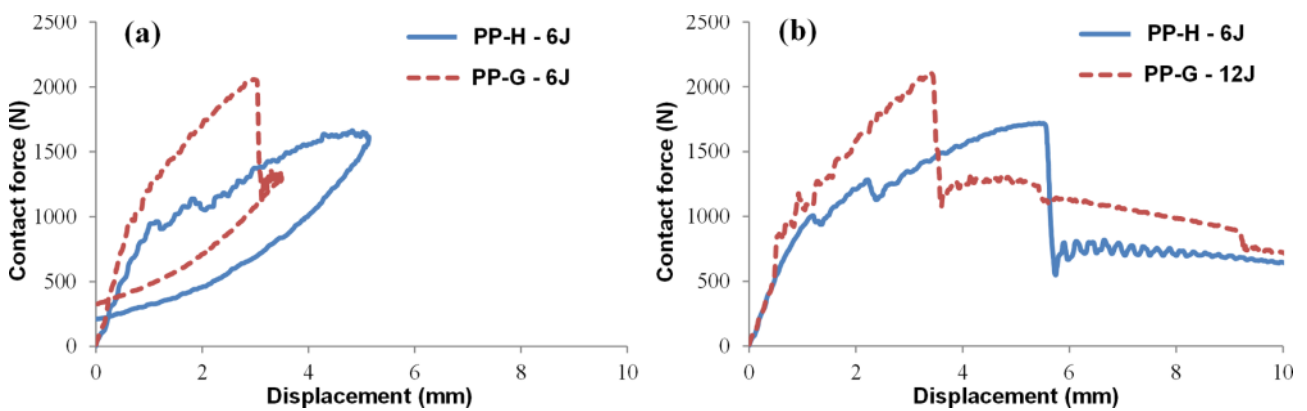 (a)
PP-H - 6J
PP-G - 6J
Contact force (N)
2500
2000
1500
1000
500
0
0 2 4 6 8 10
Displacement (mm)
(b)
PP-H - 6J
PP-G - 12J
Contact force (N)
2500
2000
1500
1000
500
0
0 2 4 6 8 10
Displacement (mm)